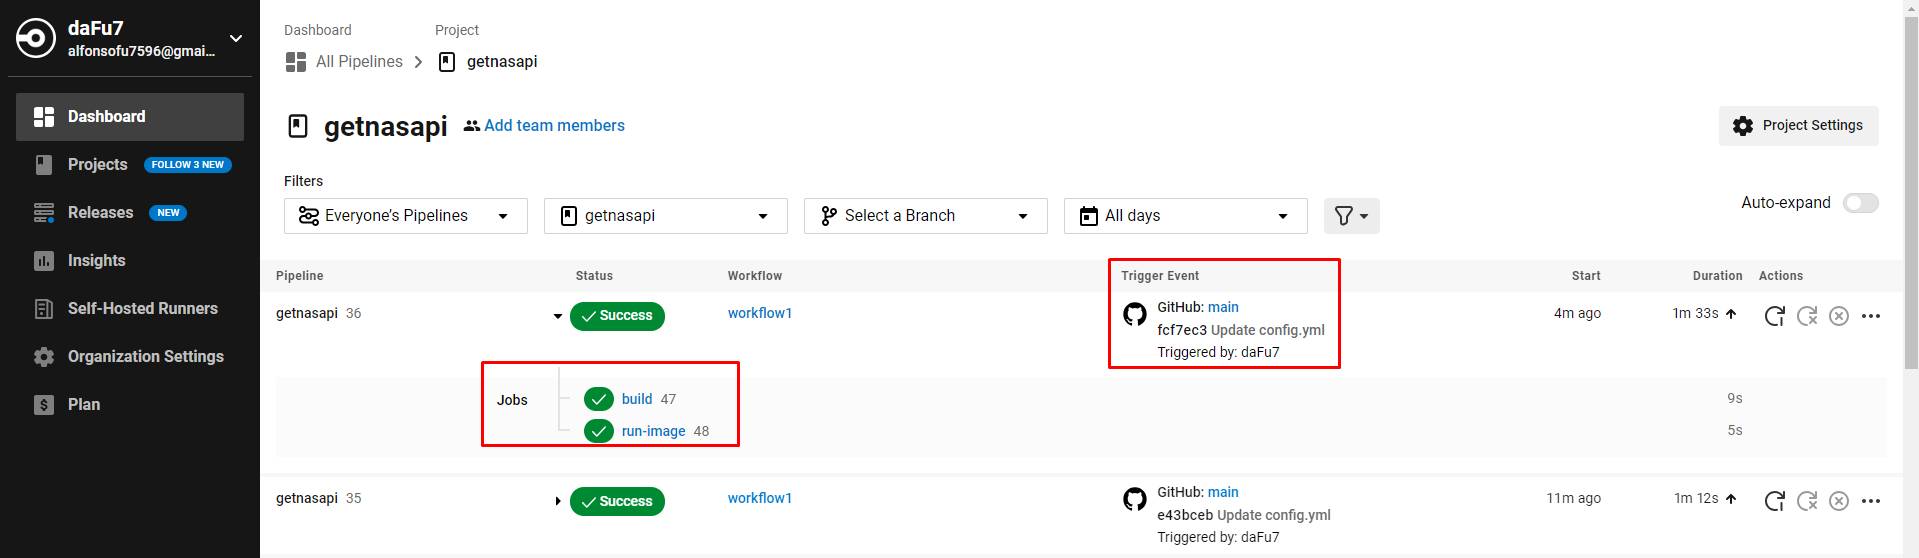 daFu7
alfonsofu7596@gmai...
Dashboard
Projects FOLLOW 3 NEW
Releases NEW
Insights
Self-Hosted Runners
Organization Settings
Plan
Dashboard Project
All Pipelines getnasapi
getnasapi Add team members
Project Settings
Filters
Everyone's Pipelines getnasapi Select a Branch All days
Auto-expand
Pipeline Status Workflow Trigger Event Start Duration Actions
getnasapi 36 Success workflow1 GitHub: main 4m ago 1m 33s
fcf7ec3 Update config.yml
Triggered by: daFu7
Jobs build 47 9s
run-image 48 5s
getnasapi 35 Success workflow1 GitHub: main 11m ago 1m 12s
e43bceb Update config.yml
Triggered by: daFu7